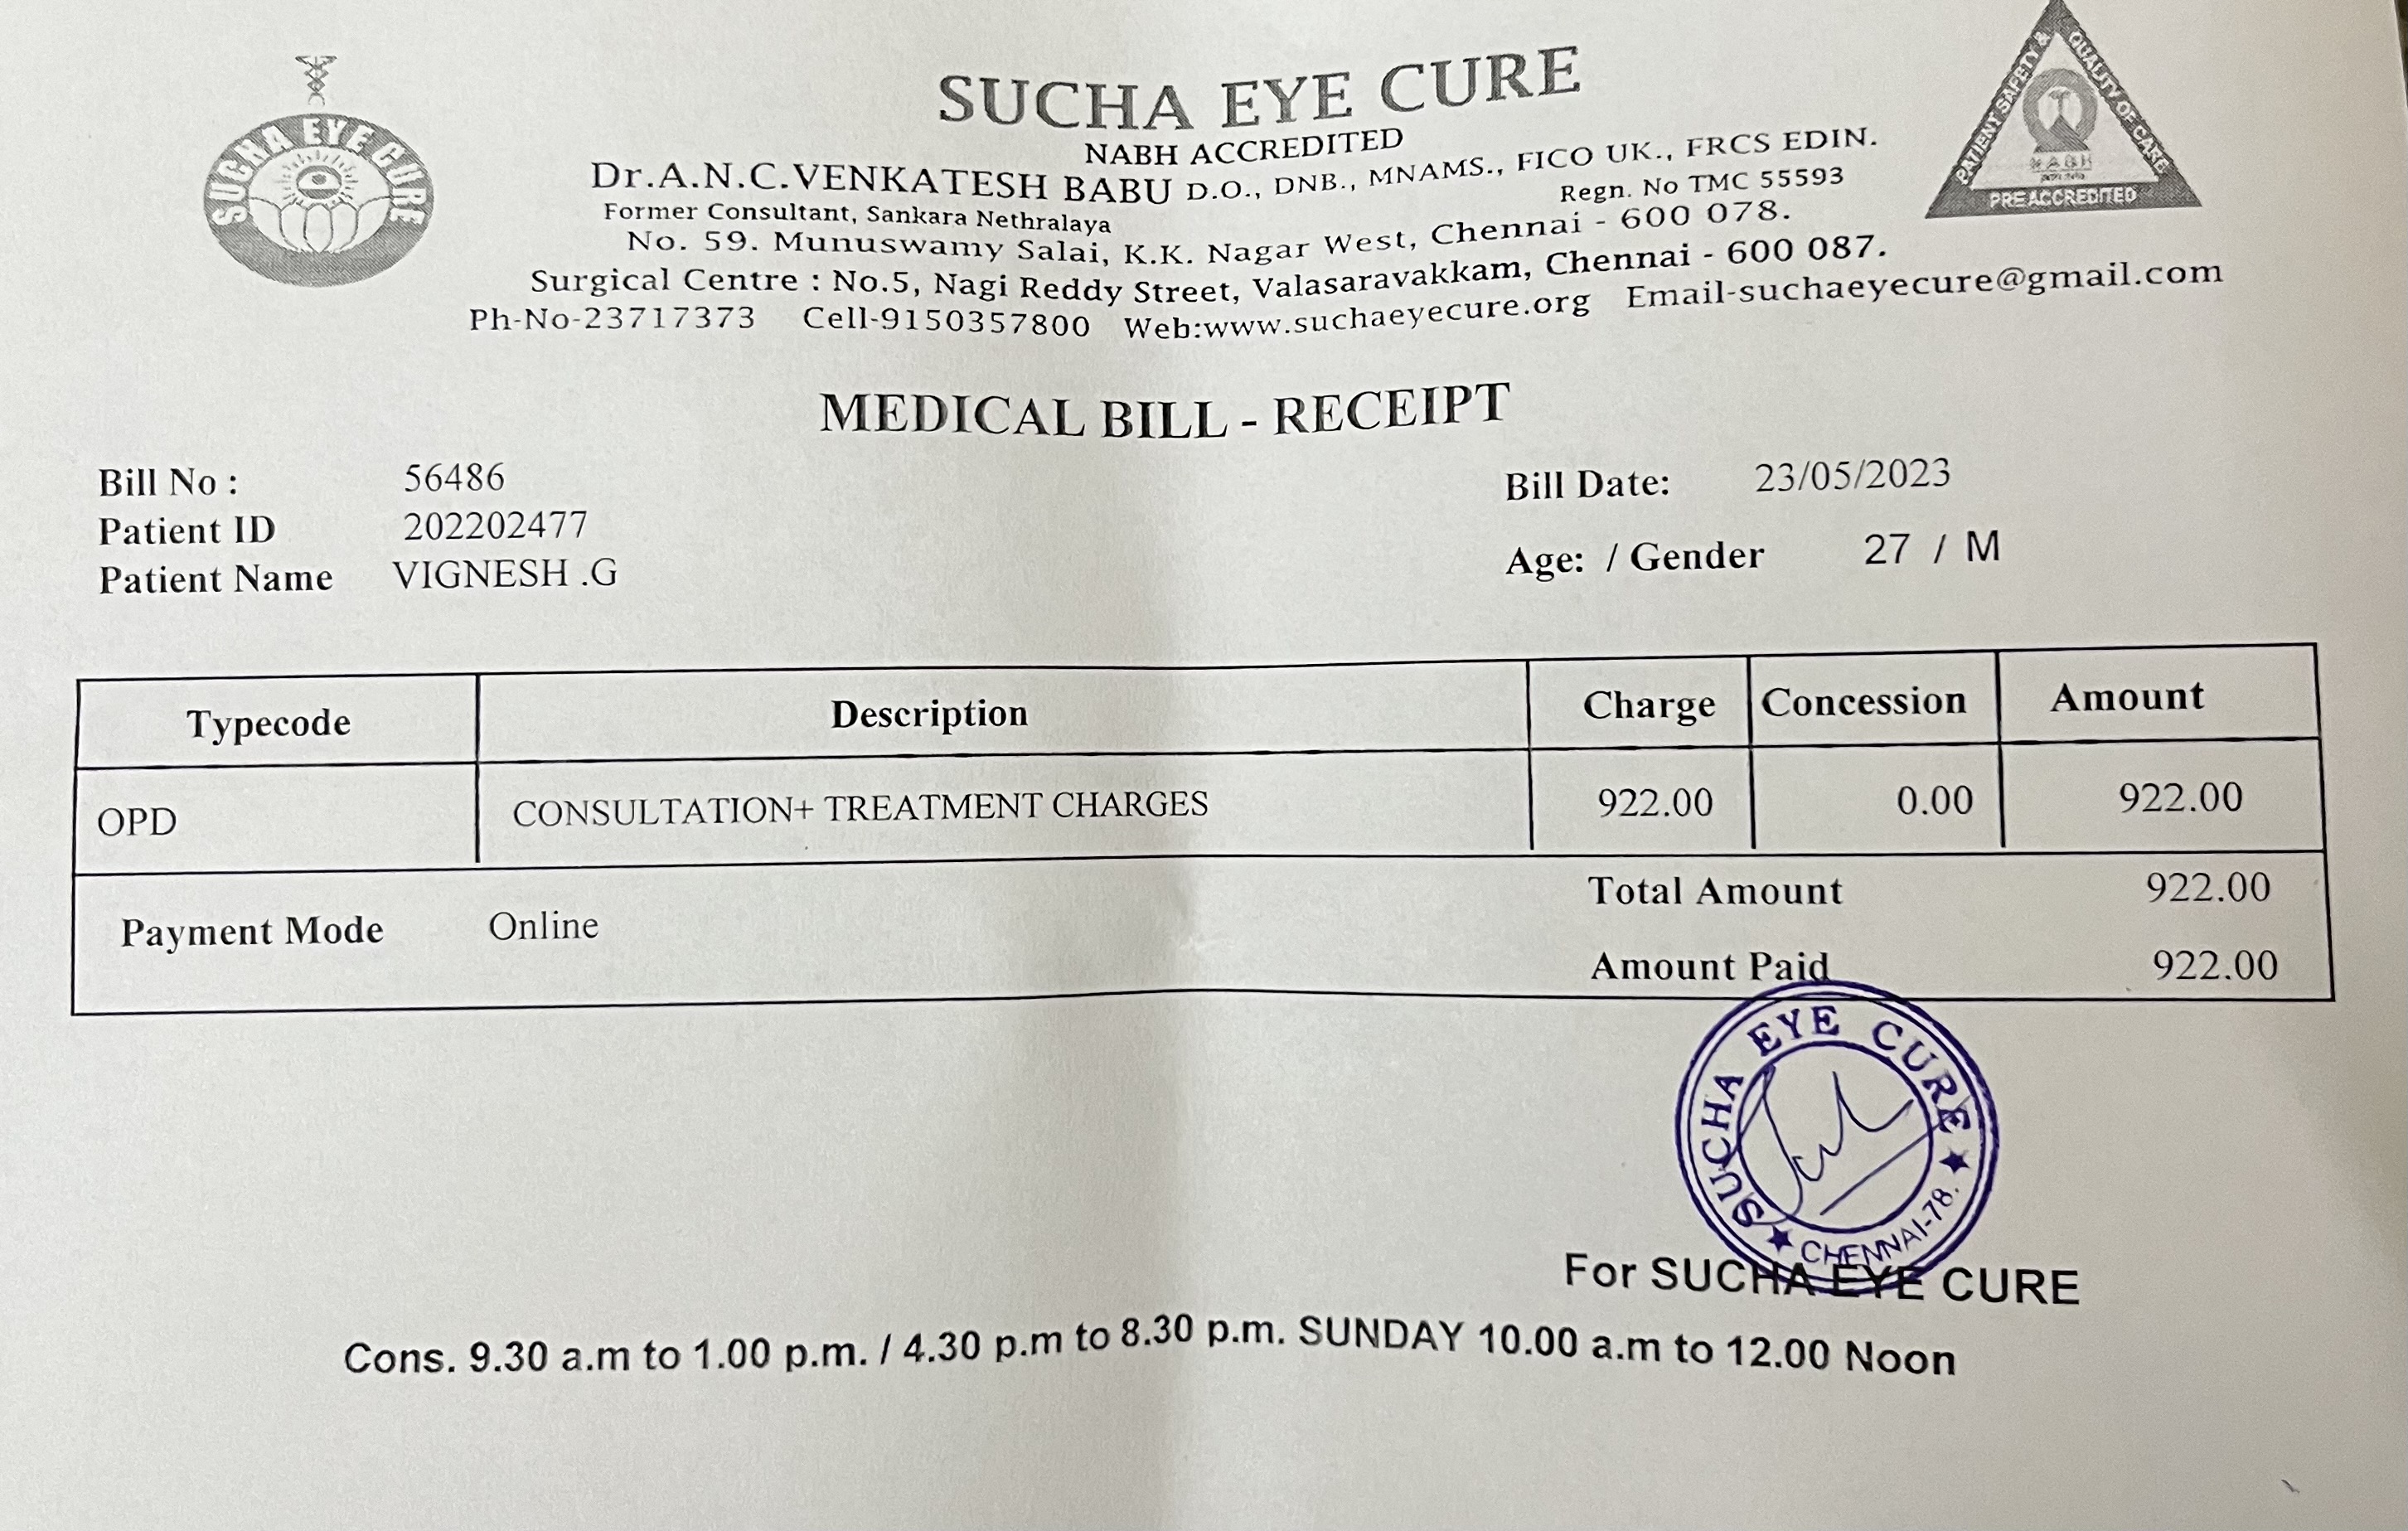 SUCHA EYE CURE
SUCHA EYE CURE
NABH ACCREDITED
PATIENT SAFETY & QUALITY OF CARE
NABH
PRE ACCREDITED
Dr.A.N.C.VENKATESH BABU D.O., DNB., MNAMS., FICO UK., FRCS EDIN.
Former Consultant, Sankara Nethralaya Regn. No TMC 55593
No. 59. Munuswamy Salai, K.K. Nagar West, Chennai - 600 078.
Surgical Centre : No.5, Nagi Reddy Street, Valasaravakkam, Chennai - 600 087.
Ph-No-23717373 Cell-9150357800 Web:www.suchaeyecure.org Email-suchaeyecure@gmail.com
MEDICAL BILL - RECEIPT
Bill No : 56486 Bill Date: 23/05/2023
Patient ID 202202477
Patient Name VIGNESH .G Age: / Gender 27 / M
Typecode Description Charge Concession Amount
OPD CONSULTATION+ TREATMENT CHARGES 922.00 0.00 922.00
Total Amount 922.00
Payment Mode Online
Amount Paid 922.00
SUCHA EYE CURE
CHENNAI-78.
For SUCHA EYE CURE
Cons. 9.30 a.m to 1.00 p.m. / 4.30 p.m to 8.30 p.m. SUNDAY 10.00 a.m to 12.00 Noon